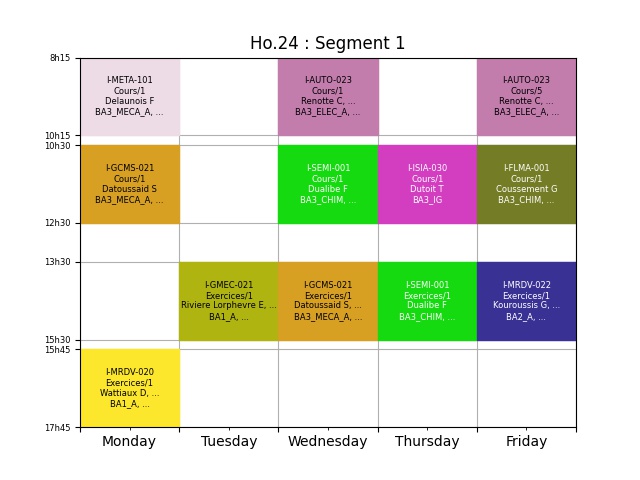 Ho.24 : Segment 1
8h15
I-META-101
Cours/1
Delaunois F
BA3_MECA_A, ...
I-AUTO-023
Cours/1
Renotte C, ...
BA3_ELEC_A, ...
I-AUTO-023
Cours/5
Renotte C, ...
BA3_ELEC_A, ...
10h15
10h30
I-GCMS-021
Cours/1
Datoussaid S
BA3_MECA_A, ...
I-SEMI-001
Cours/1
Dualibe F
BA3_CHIM, ...
I-ISIA-030
Cours/1
Dutoit T
BA3_IG
I-FLMA-001
Cours/1
Coussement G
BA3_CHIM, ...
12h30
13h30
I-GMEC-021
Exercices/1
Riviere Lorphevre E, ...
BA1_A, ...
I-GCMS-021
Exercices/1
Datoussaid S, ...
BA3_MECA_A, ...
I-SEMI-001
Exercices/1
Dualibe F
BA3_CHIM, ...
I-MRDV-022
Exercices/1
Kouroussis G, ...
BA2_A, ...
15h30
15h45
I-MRDV-020
Exercices/1
Wattiaux D, ...
BA1_A, ...
17h45
Monday
Tuesday
Wednesday
Thursday
Friday